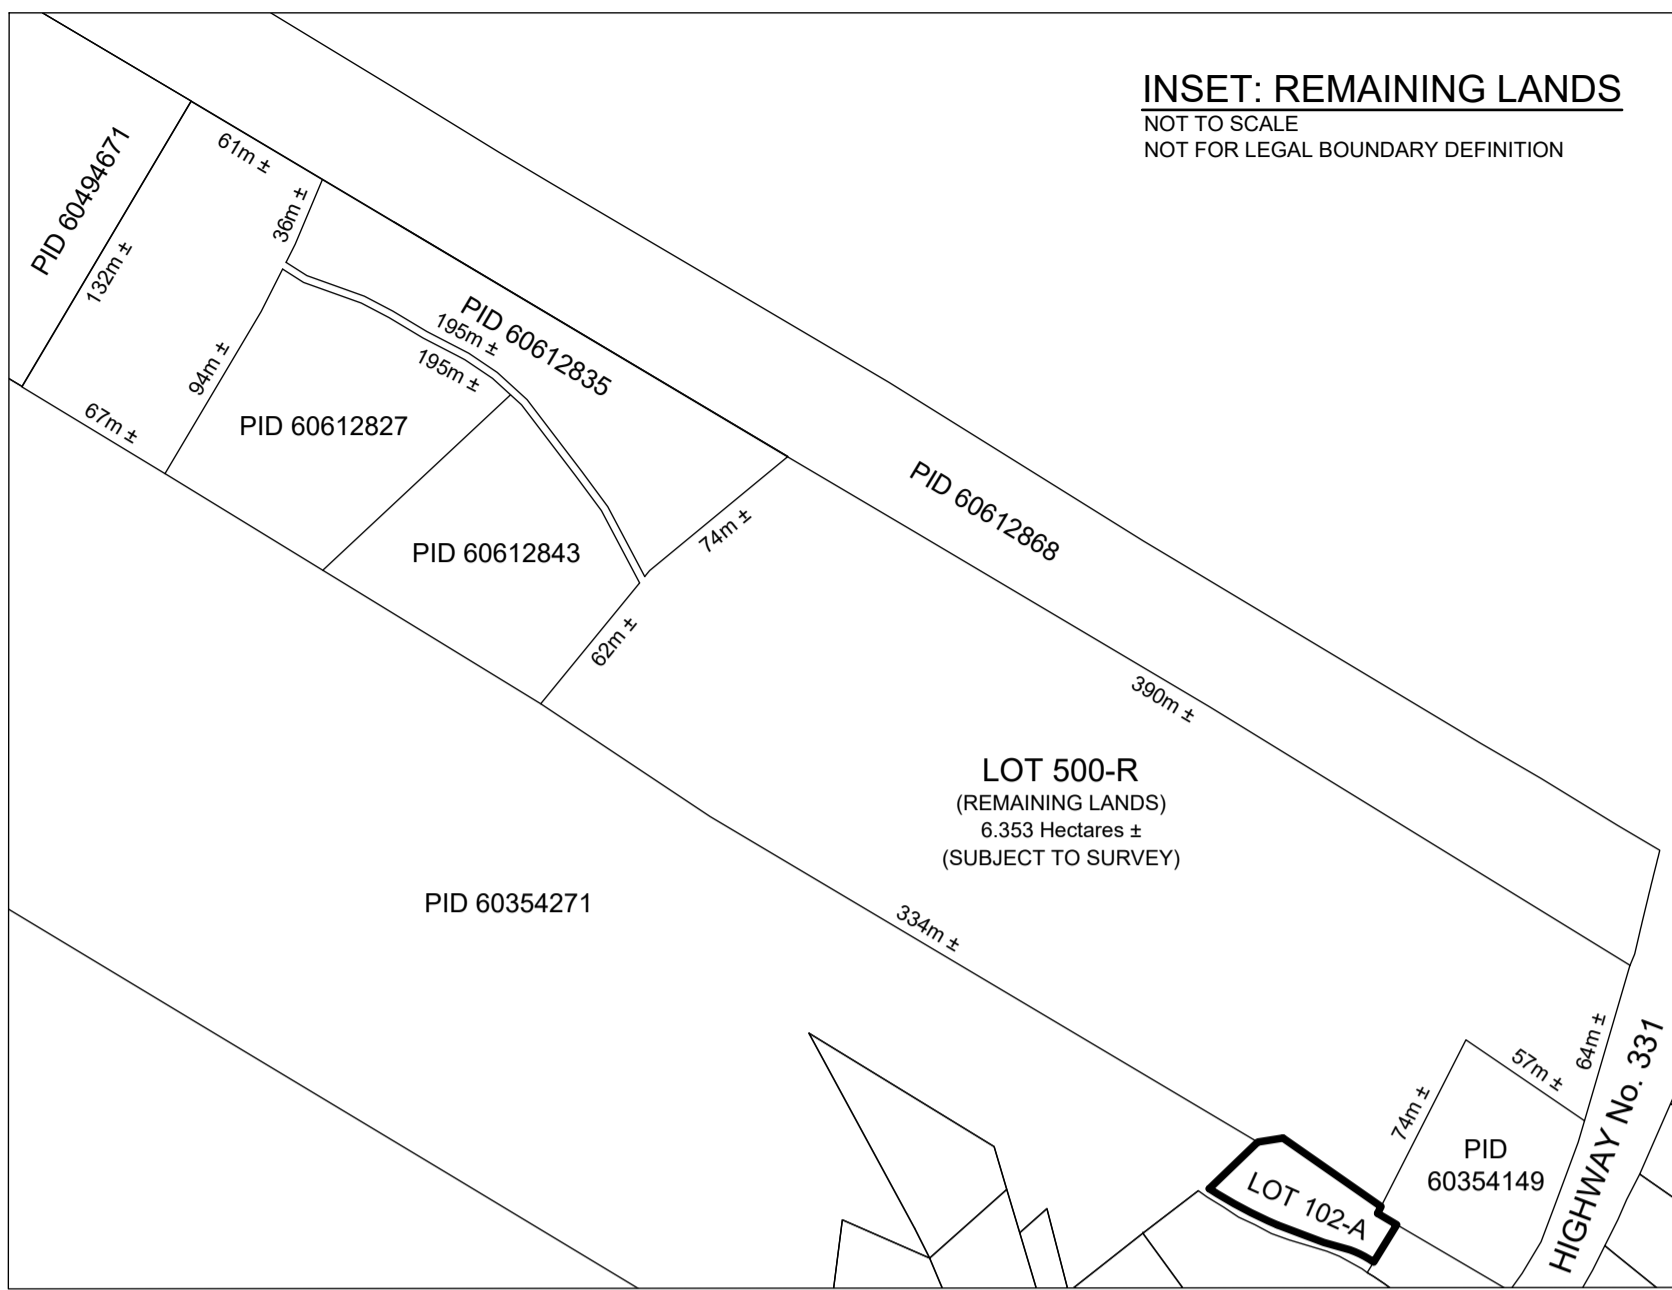 INSET: REMAINING LANDS
NOT TO SCALE
NOT FOR LEGAL BOUNDARY DEFINITION
PID 60494671
61m ±
36m ±
132m ±
PID 60612835
195m ±
195m ±
94m ±
67m ±
PID 60612827
PID 60612843
74m ±
62m ±
PID 60612868
390m ±
LOT 500-R
(REMAINING LANDS)
6.353 Hectares ±
(SUBJECT TO SURVEY)
PID 60354271
334m ±
64m ±
57m ±
74m ±
PID
60354149
HIGHWAY No. 331
LOT 102-A